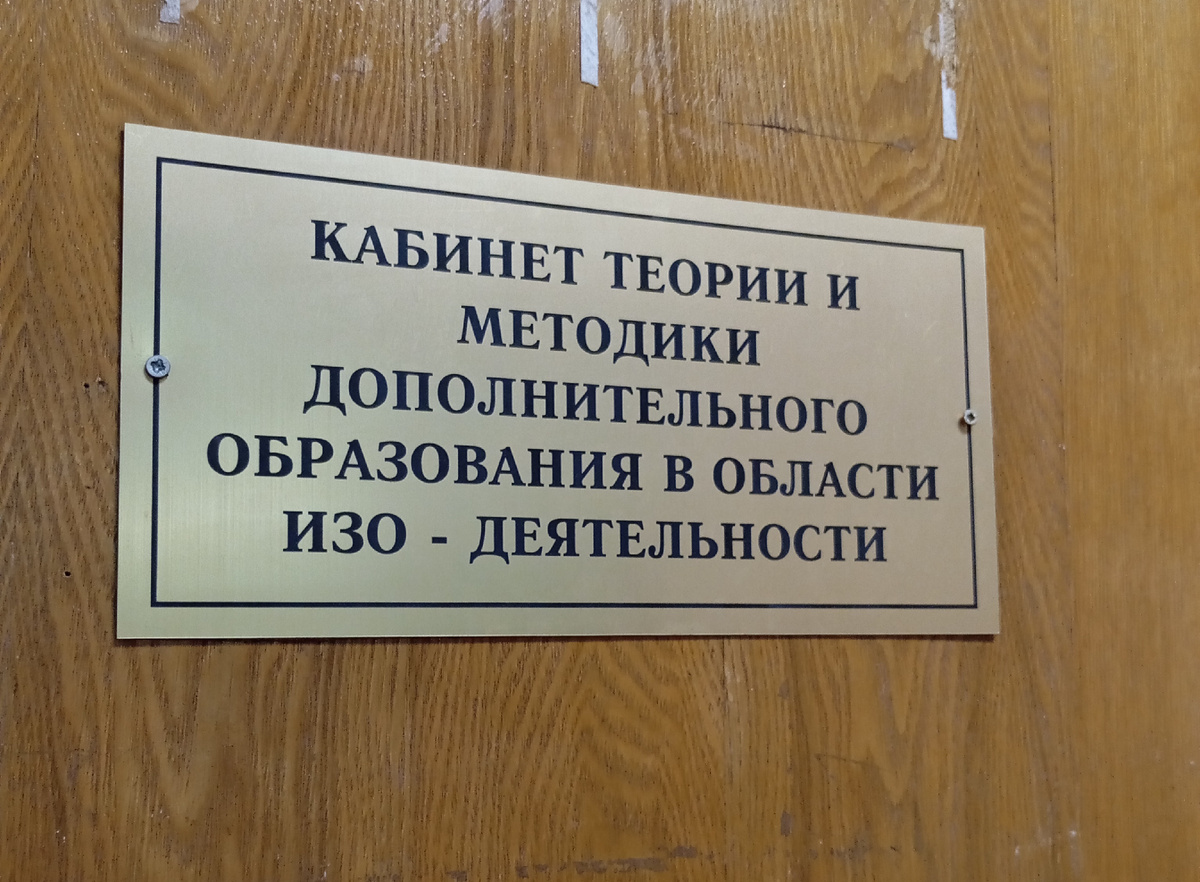 КАБИНЕТ ТЕОРИИ И
МЕТОДИКИ
ДОПОЛНИТЕЛЬНОГО
ОБРАЗОВАНИЯ В ОБЛАСТИ
ИЗО - ДЕЯТЕЛЬНОСТИ